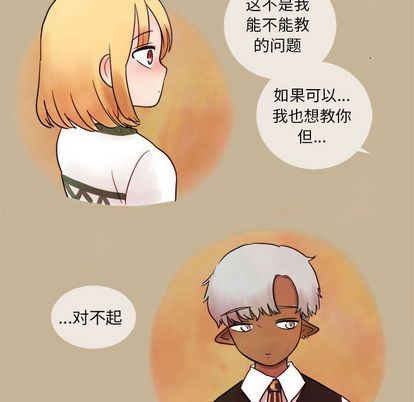 这不是我
能不能教
的问题
如果可以...
我也想教你
但...
...对不起